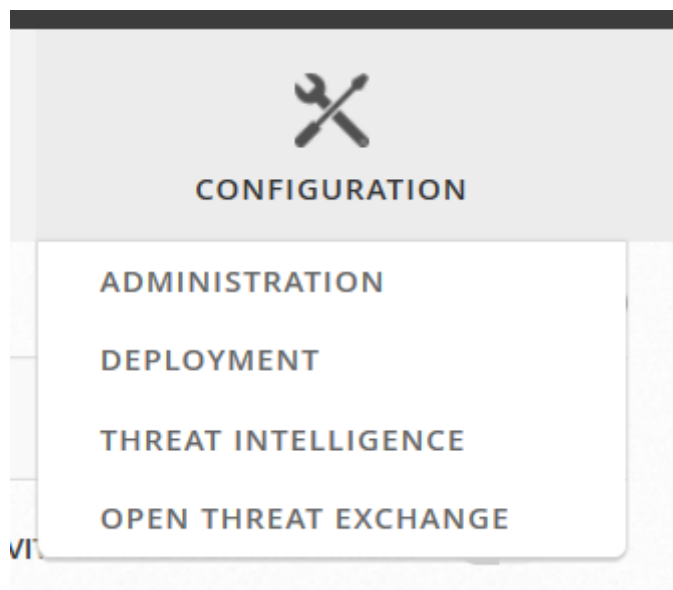 CONFIGURATION
ADMINISTRATION
DEPLOYMENT
THREAT INTELLIGENCE
OPEN THREAT EXCHANGE